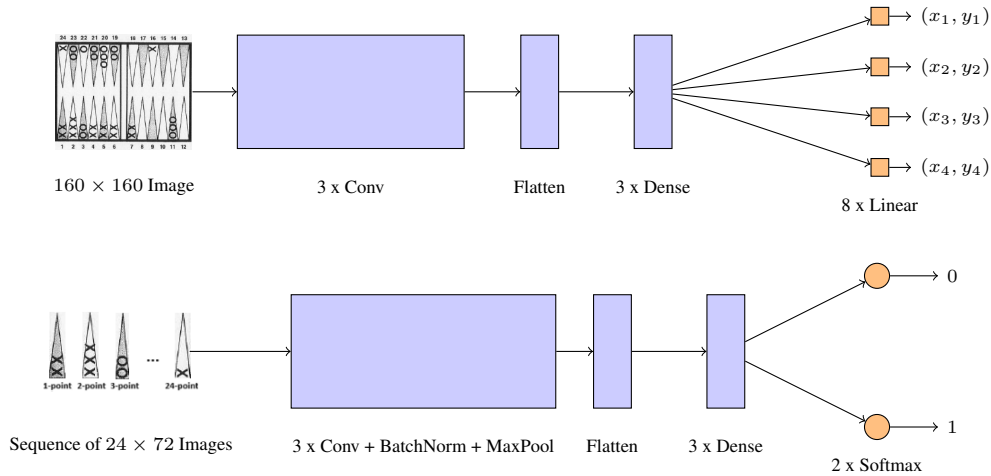 24 23 22 21 20 19 18 17 16 15 14 13
1 2 3 4 5 6 7 8 9 10 11 12
160 × 160 Image
3 x Conv
Flatten
3 x Dense
(x₁, y₁)
(x₂, y₂)
(x₃, y₃)
(x₄, y₄)
8 x Linear
1-point 2-point 3-point ... 24-point
Sequence of 24 × 72 Images
3 x Conv + BatchNorm + MaxPool
Flatten
3 x Dense
0
1
2 x Softmax